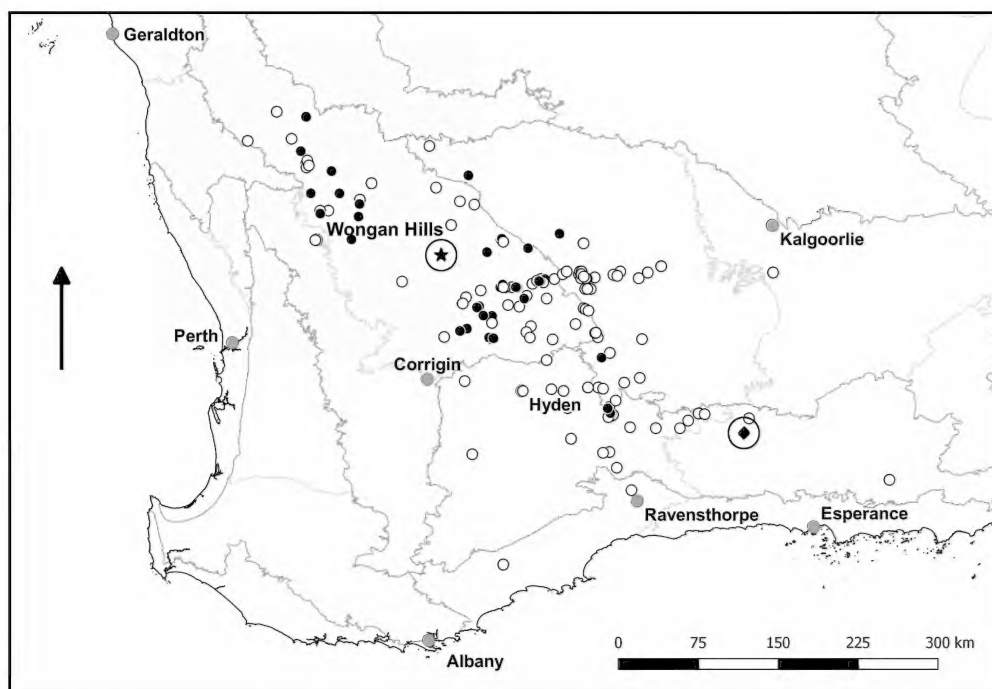 Geraldton
Wongan Hills
Kalgoorlie
Perth
Corrigin
Hyden
Ravensthorpe
Esperance
Albany
0 75 150 225 300 km